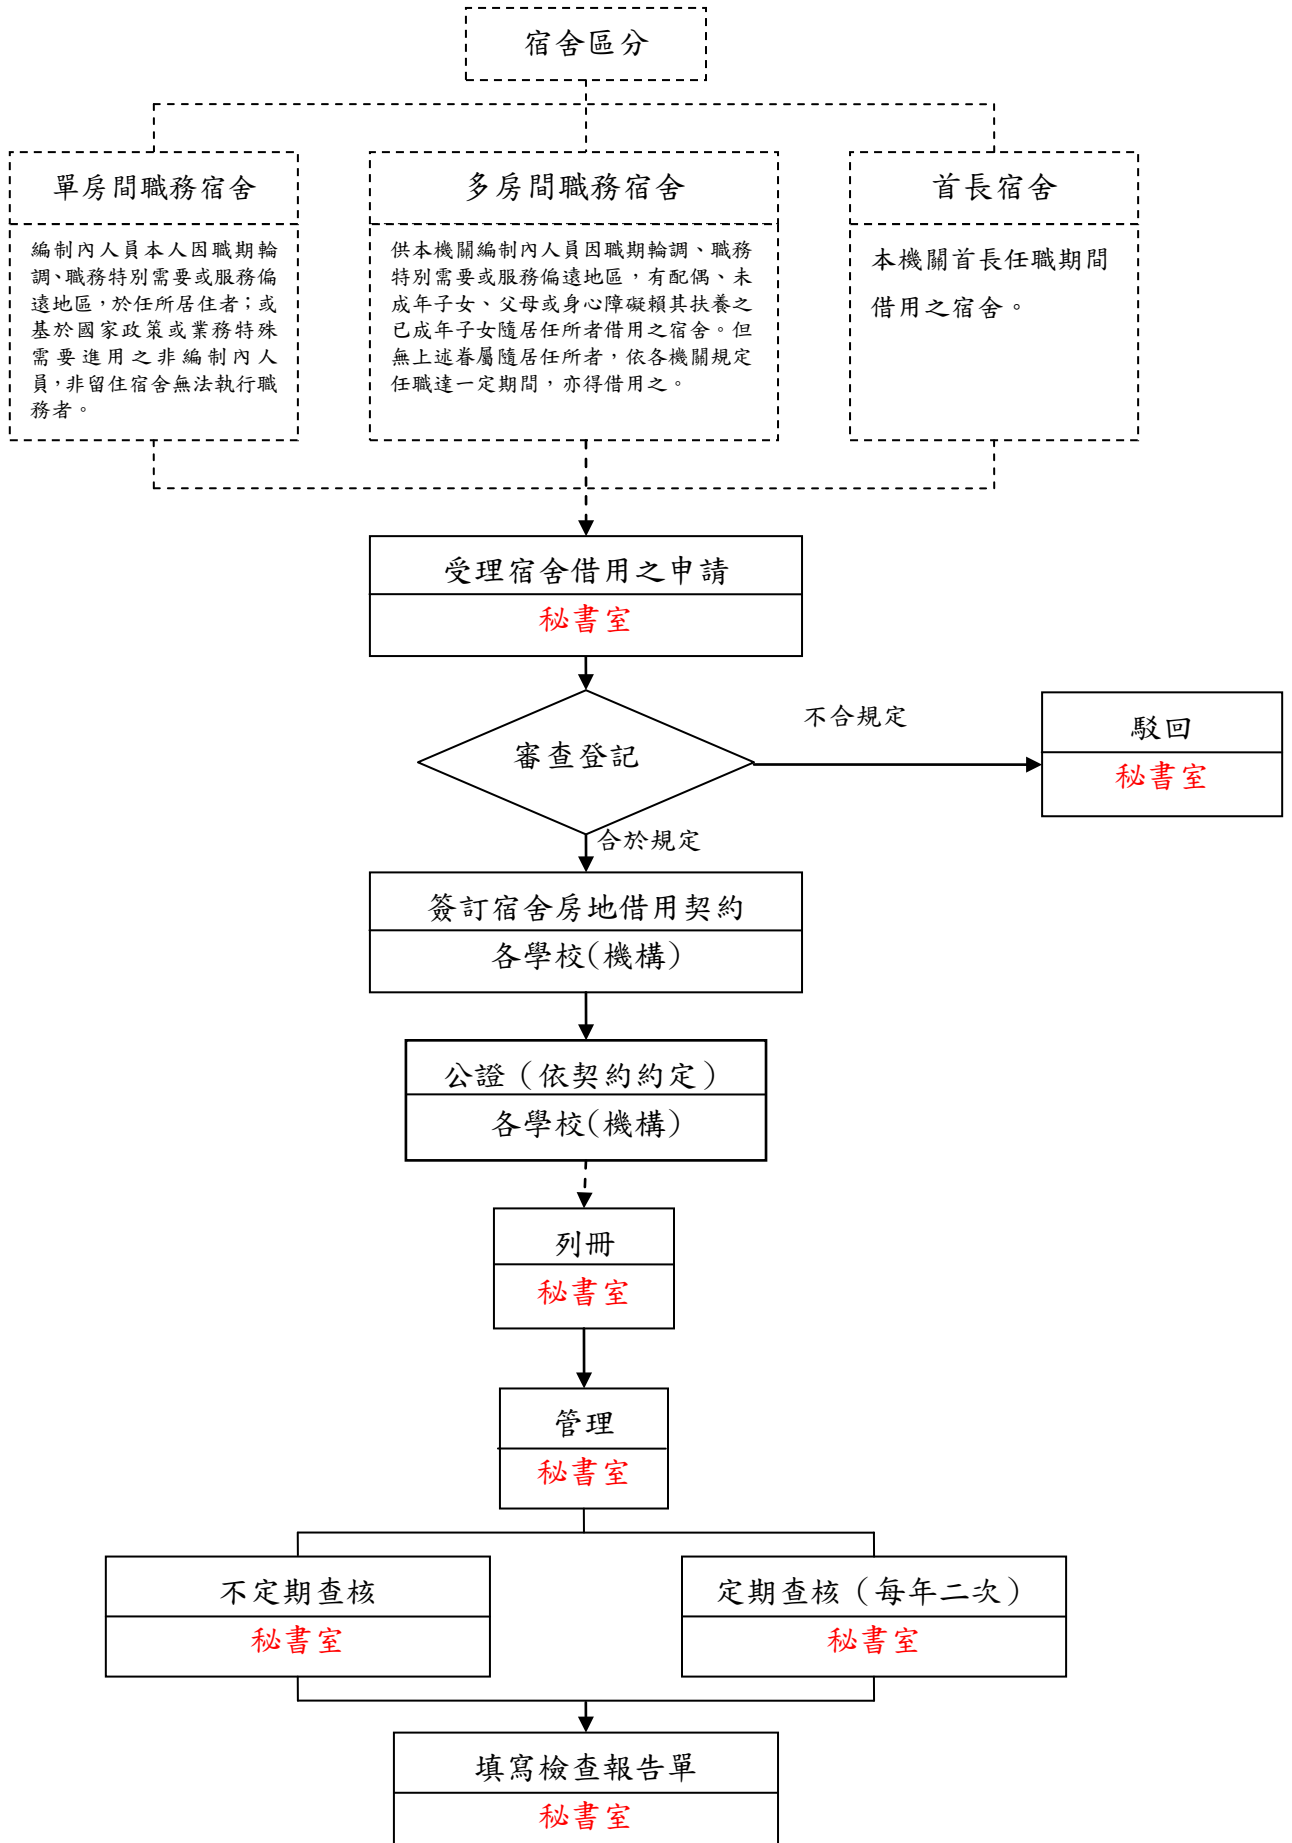 宿舍區分
單房間職務宿舍
編制內人員本人因職期輪
調、職務特別需要或服務偏
遠地區，於任所居住者；或
基於國家政策或業務特殊
需要進用之非編制內人
員，非留住宿舍無法執行職
務者。
多房間職務宿舍
供本機關編制內人員因職期輪調、職務
特別需要或服務偏遠地區，有配偶、未
成年子女、父母或身心障礙賴其扶養之
已成年子女隨居任所者借用之宿舍。但
無上述眷屬隨居任所者，依各機關規定
任職達一定期間，亦得借用之。
首長宿舍
本機關首長任職期間
借用之宿舍。
受理宿舍借用之申請
秘書室
審查登記
不合規定
駁回
秘書室
合於規定
簽訂宿舍房地借用契約
各學校(機構)
公證（依契約約定）
各學校(機構)
列冊
秘書室
管理
秘書室
不定期查核
秘書室
定期查核（每年二次）
秘書室
填寫檢查報告單
秘書室